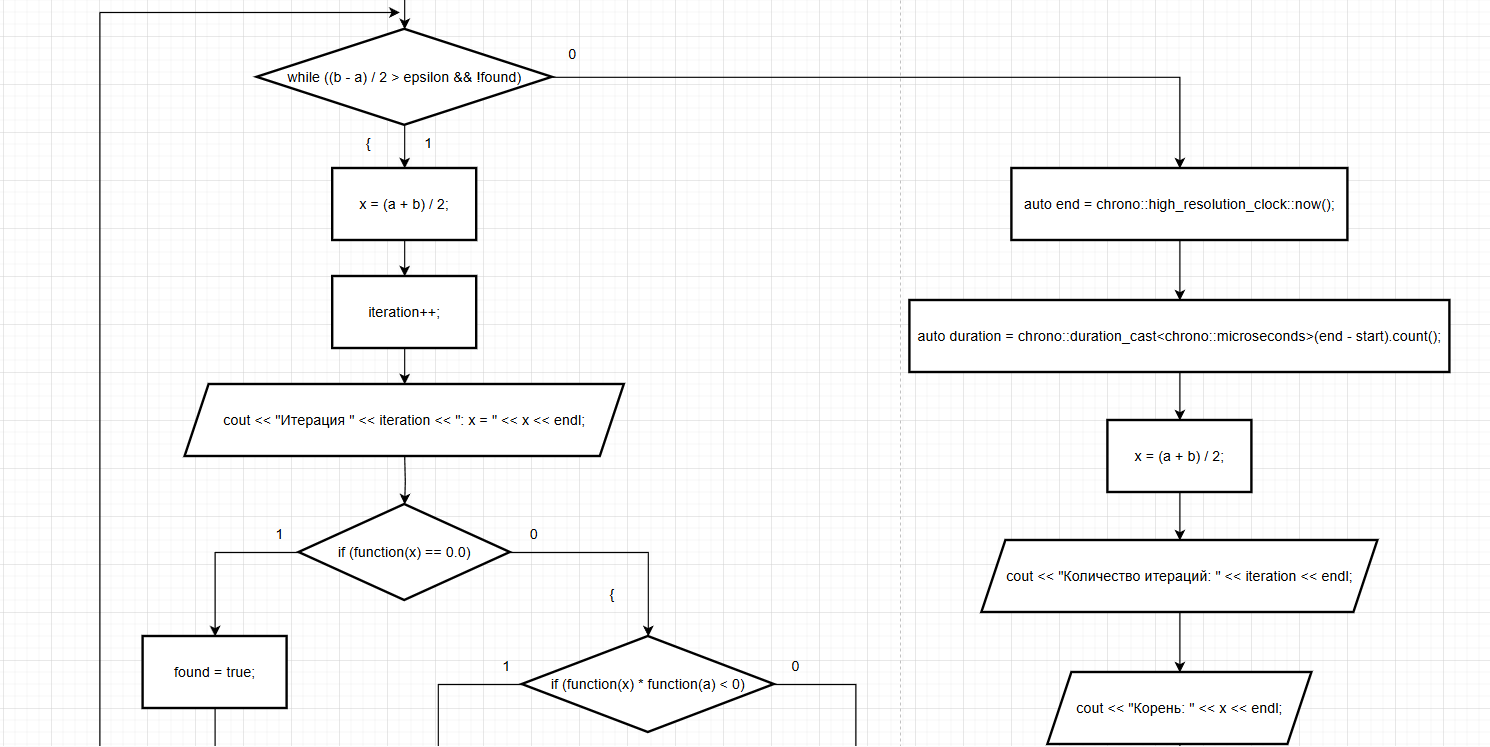 0
while ((b - a) / 2 > epsilon && !found)
{
1
x = (a + b) / 2;
iteration++;
cout << "Итерация " << iteration << ": x = " << x << endl;
1
0
if (function(x) == 0.0)
{
found = true;
1
0
if (function(x) * function(a) < 0)
auto end = chrono::high_resolution_clock::now();
auto duration = chrono::duration_cast<chrono::microseconds>(end - start).count();
x = (a + b) / 2;
cout << "Количество итераций: " << iteration << endl;
cout << "Корень: " << x << endl;